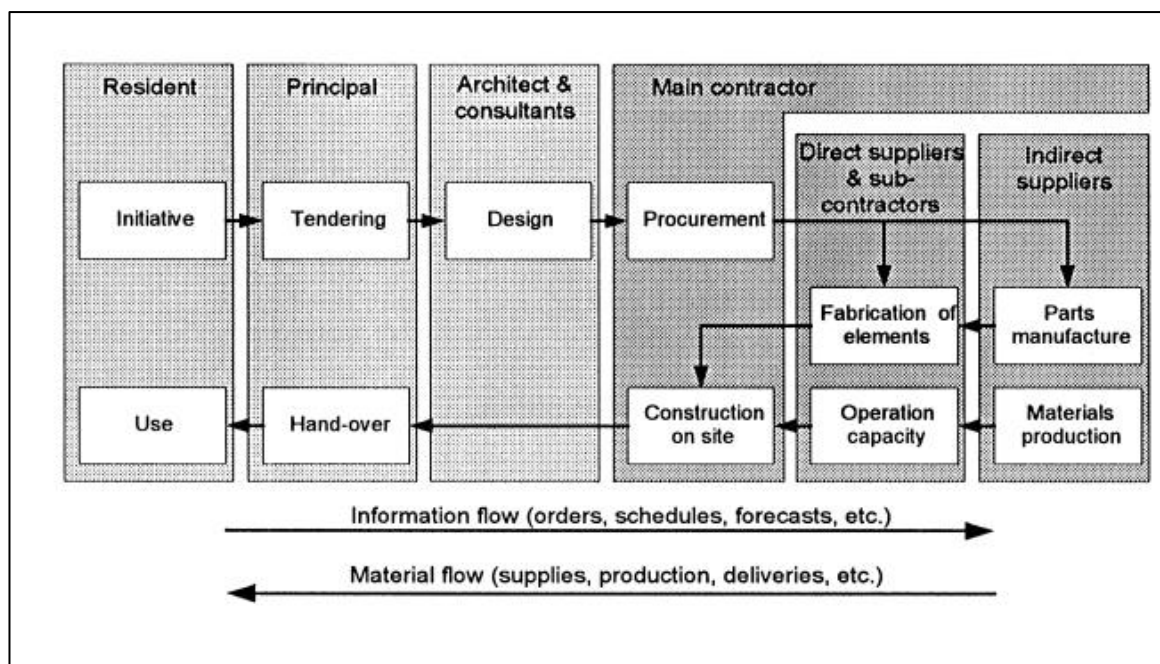 Resident
Principal
Architect &
consultants
Main contractor
Direct suppliers
& sub-
contractors
Indirect
suppliers
Initiative
Tendering
Design
Procurement
Fabrication of
elements
Parts
manufacture
Use
Hand-over
Construction
on site
Operation
capacity
Materials
production
Information flow (orders, schedules, forecasts, etc.)
Material flow (supplies, production, deliveries, etc.)